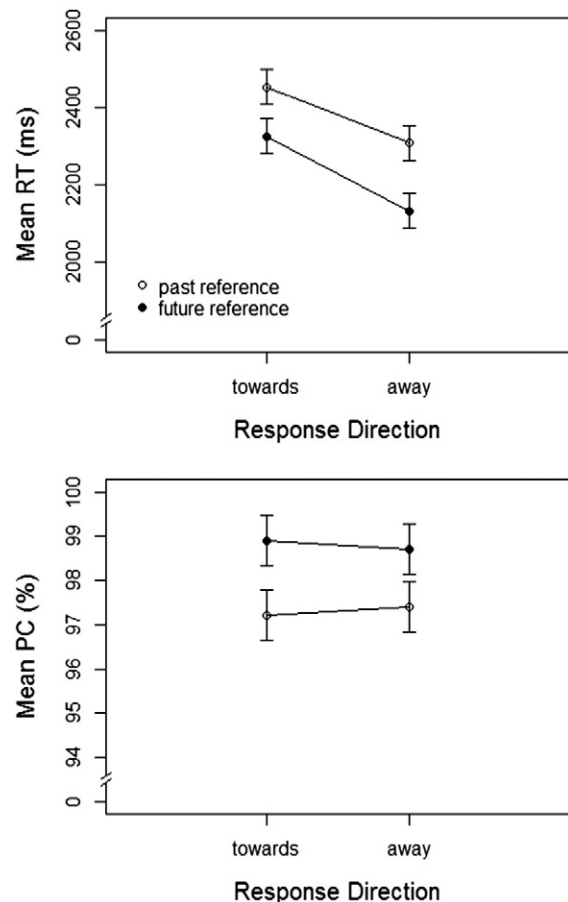 2600
2400
2200
2000
0
Mean RT (ms)
past reference
future reference
towards away
Response Direction
100
99
98
97
96
95
94
0
Mean PC (%)
towards away
Response Direction